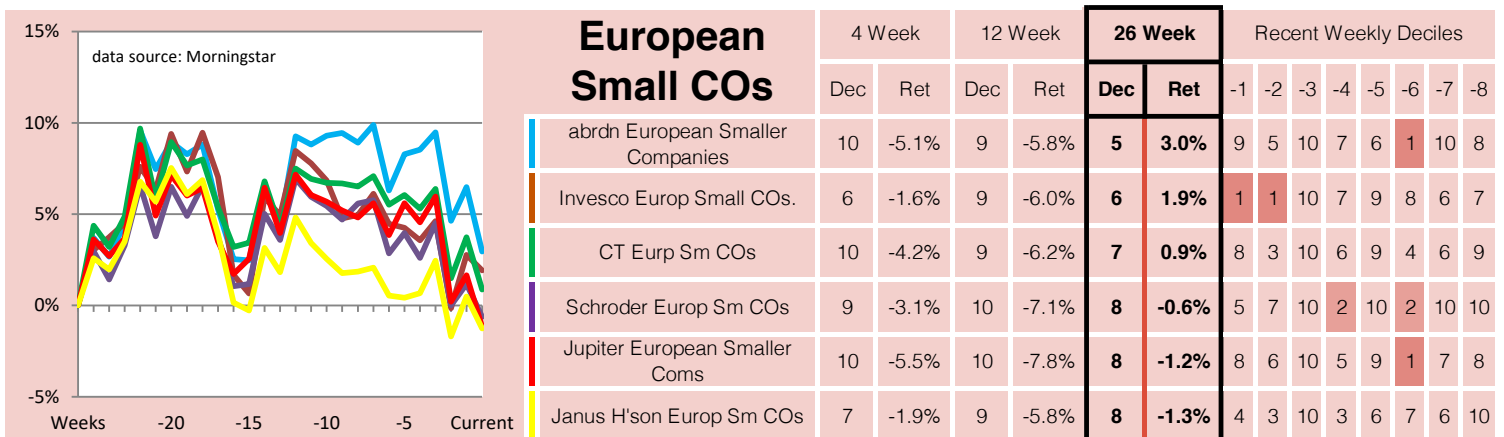 15%
10%
5%
0%
-5%
data source: Morningstar
Weeks -20 -15 -10 -5 Current
European
Small COs
4 Week 12 Week 26 Week Recent Weekly Deciles
Dec Ret Dec Ret Dec Ret -1 -2 -3 -4 -5 -6 -7 -8
abrdn European Smaller
Companies
10 -5.1% 9 -5.8% 5 3.0% 9 5 10 7 6 1 10 8
Invesco Europ Small COs. 6 -1.6% 9 -6.0% 6 1.9% 1 1 10 7 9 8 6 7
CT Eurp Sm COs 10 -4.2% 9 -6.2% 7 0.9% 8 3 10 6 9 4 6 9
Schroder Europ Sm COs 9 -3.1% 10 -7.1% 8 -0.6% 5 7 10 2 10 2 10 10
Jupiter European Smaller
Coms
10 -5.5% 10 -7.8% 8 -1.2% 8 6 10 5 9 1 7 8
Janus H'son Europ Sm COs 7 -1.9% 9 -5.8% 8 -1.3% 4 3 10 3 6 7 6 10